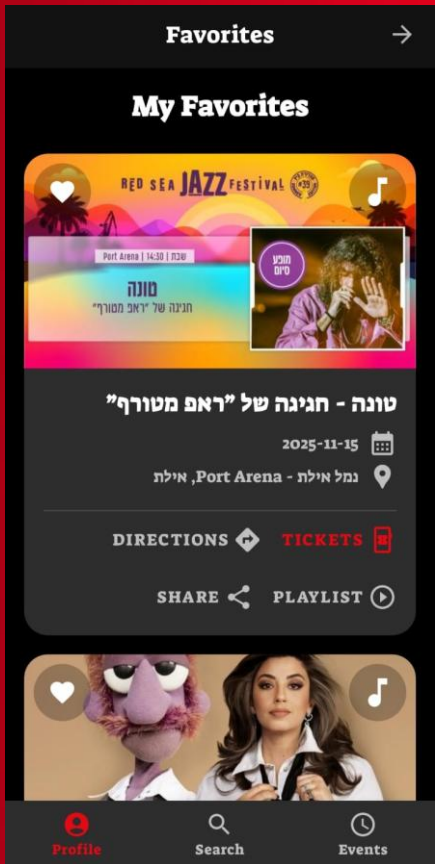 Favorites
My Favorites
RED SEA JAZZ FESTIVAL
שבת | 14:30 | Port Arena
טונה
חגיגה של "ראפ מטורף"
מופע
סיום
טונה - חגיגה של "ראפ מטורף"
2025-11-15
נמל אילת - Port Arena, אילת
TICKETS
DIRECTIONS
PLAYLIST
SHARE
Profile
Search
Events